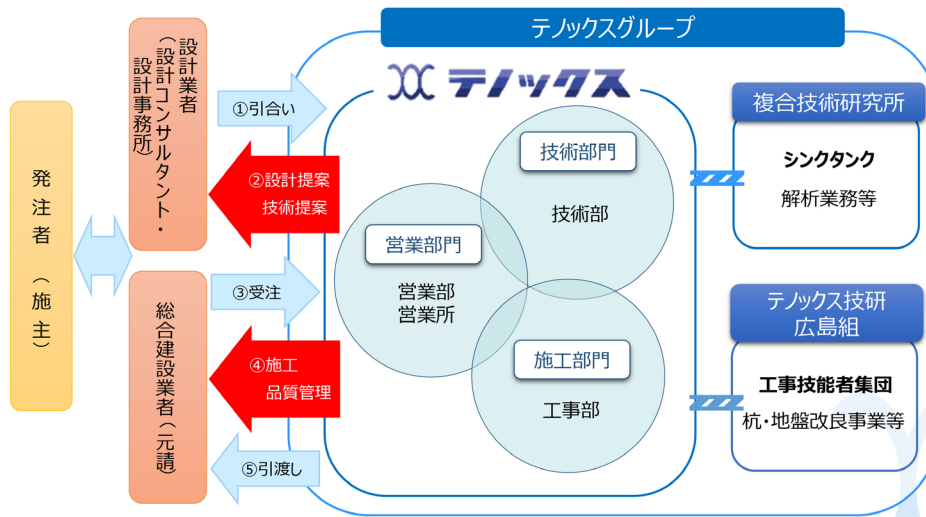 テノックスグループ
テノックス
発注者（施主）
設計業者
（設計コンサルタント・
設計事務所）
総合建設業者（元請）
①引合い
②設計提案
技術提案
③受注
④施工
品質管理
⑤引渡し
技術部門
技術部
営業部門
営業部
営業所
施工部門
工事部
複合技術研究所
シンクタンク
解析業務等
テノックス技研
広島組
工事技能者集団
杭・地盤改良事業等